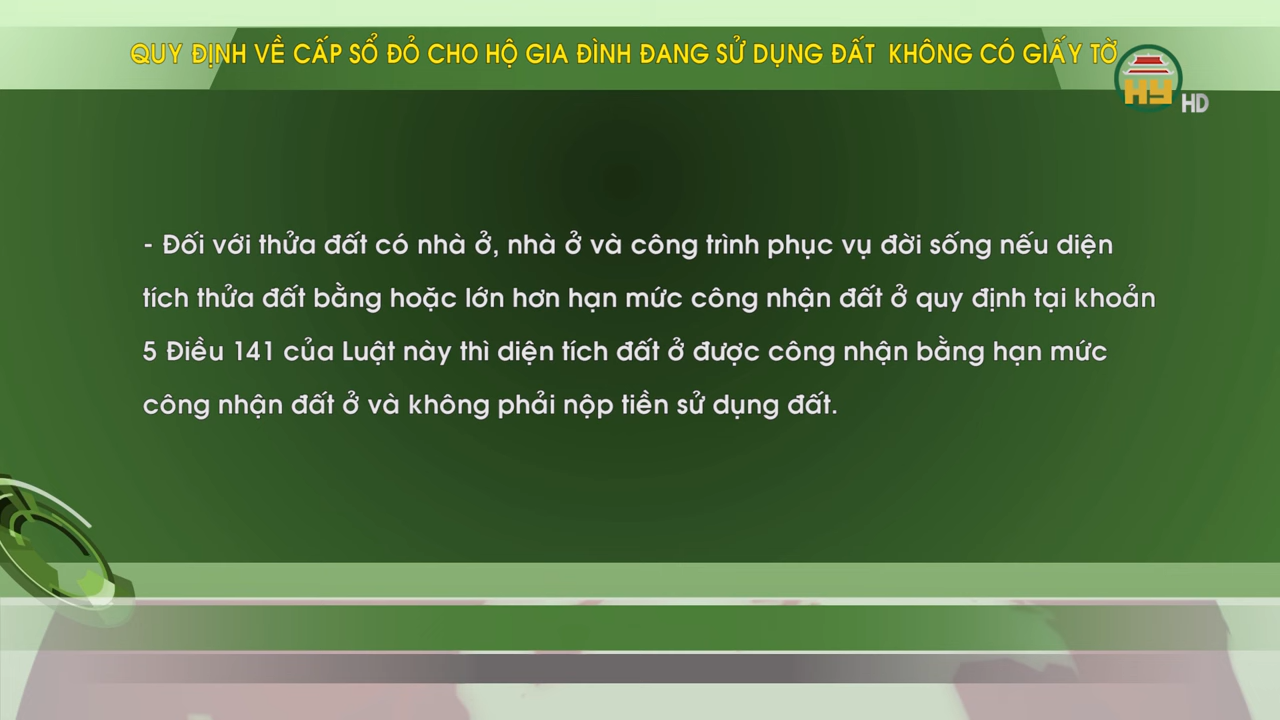 QUY ĐỊNH VỀ CẤP SỔ ĐỎ CHO HỘ GIA ĐÌNH ĐANG SỬ DỤNG ĐẤT KHÔNG CÓ GIẤY TỜ
HY HD
- Đối với thửa đất có nhà ở, nhà ở và công trình phục vụ đời sống nếu diện
tích thửa đất bằng hoặc lớn hơn hạn mức công nhận đất ở quy định tại khoản
5 Điều 141 của Luật này thì diện tích đất ở được công nhận bằng hạn mức
công nhận đất ở và không phải nộp tiền sử dụng đất.